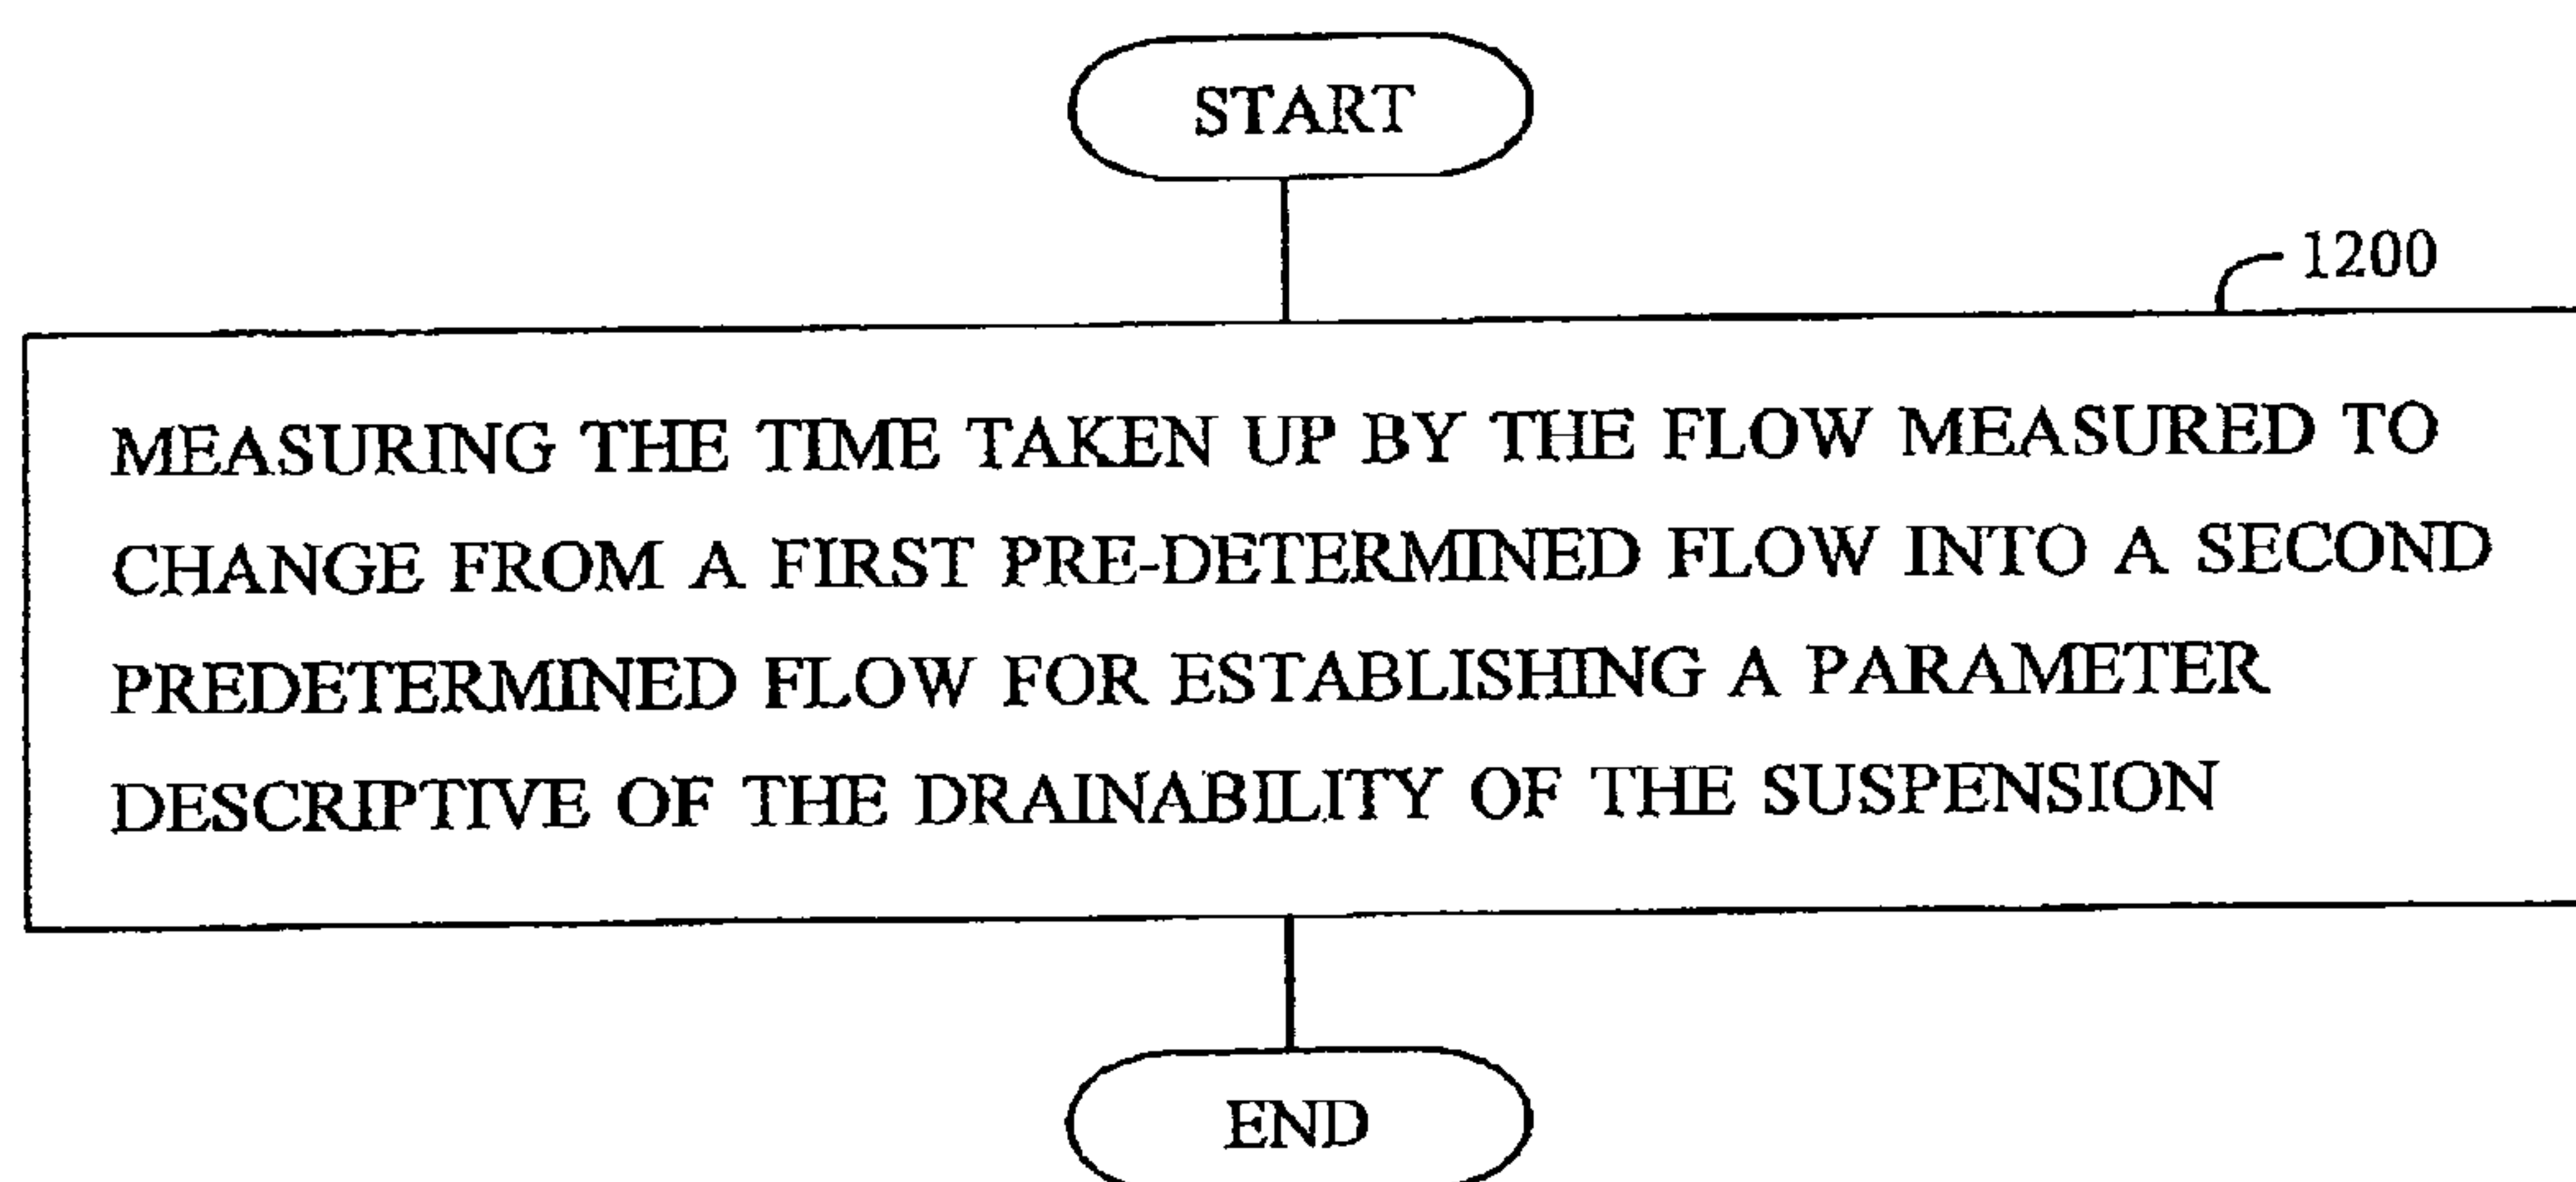 START
1200
MEASURING THE TIME TAKEN UP BY THE FLOW MEASURED TO
CHANGE FROM A FIRST PRE-DETERMINED FLOW INTO A SECOND
PREDETERMINED FLOW FOR ESTABLISHING A PARAMETER
DESCRIPTIVE OF THE DRAINABILITY OF THE SUSPENSION
END